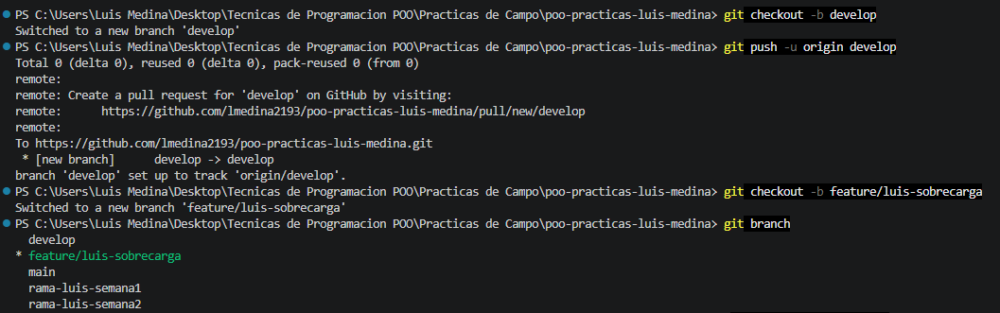 PS C:\Users\Luis Medina\Desktop\Tecnicas de Programacion POO\Practicas de Campo\poo-practicas-luis-medina> git checkout -b develop
Switched to a new branch 'develop'
PS C:\Users\Luis Medina\Desktop\Tecnicas de Programacion POO\Practicas de Campo\poo-practicas-luis-medina> git push -u origin develop
Total 0 (delta 0), reused 0 (delta 0), pack-reused 0 (from 0)
remote:
remote: Create a pull request for 'develop' on GitHub by visiting:
remote:      https://github.com/lmedina2193/poo-practicas-luis-medina/pull/new/develop
remote:
To https://github.com/lmedina2193/poo-practicas-luis-medina.git
 * [new branch]      develop -> develop
branch 'develop' set up to track 'origin/develop'.
PS C:\Users\Luis Medina\Desktop\Tecnicas de Programacion POO\Practicas de Campo\poo-practicas-luis-medina> git checkout -b feature/luis-sobrecarga
Switched to a new branch 'feature/luis-sobrecarga'
PS C:\Users\Luis Medina\Desktop\Tecnicas de Programacion POO\Practicas de Campo\poo-practicas-luis-medina> git branch
  develop
* feature/luis-sobrecarga
  main
  rama-luis-semana1
  rama-luis-semana2